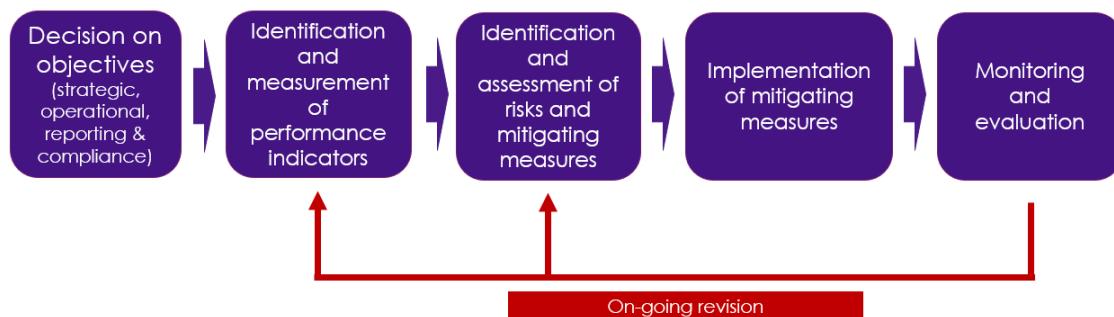 Decision on
objectives
(strategic,
operational,
reporting &
compliance)
Identification
and
measurement
of
performance
indicators
Identification
and
assessment of
risks and
mitigating
measures
Implementation
of mitigating
measures
Monitoring
and
evaluation
On-going revision